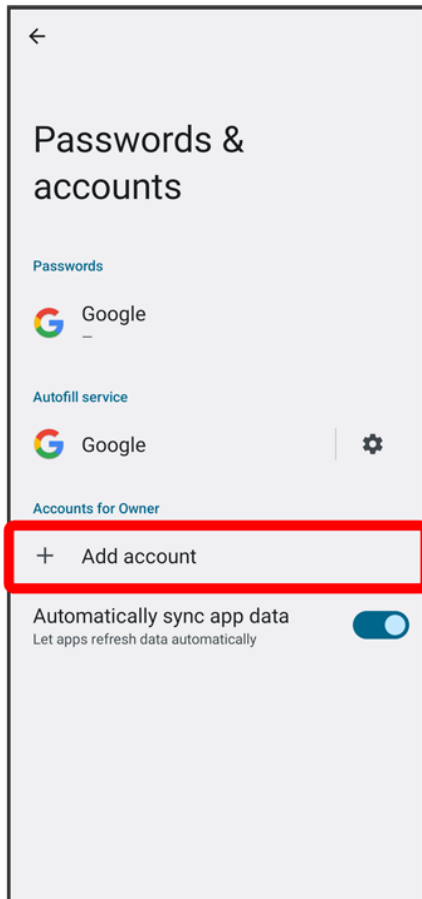 Passwords &
accounts
Passwords
Google
–
Autofill service
Google
Accounts for Owner
+ Add account
Automatically sync app data
Let apps refresh data automatically